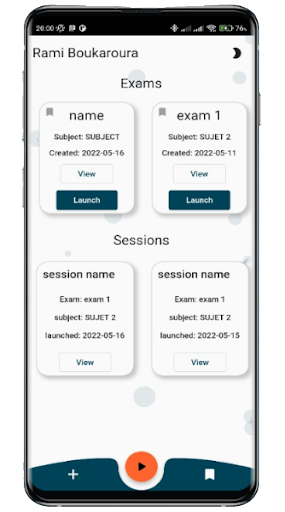 20:00 76%
Rami Boukaroura
Exams
name
Subject: SUBJECT
Created: 2022-05-16
View
Launch
exam 1
Subject: SUJET 2
Created: 2022-05-11
View
Launch
Sessions
session name
Exam: exam 1
subject: SUJET 2
launched: 2022-05-16
View
session name
Exam: exam 1
subject: SUJET 2
launched: 2022-05-15
View